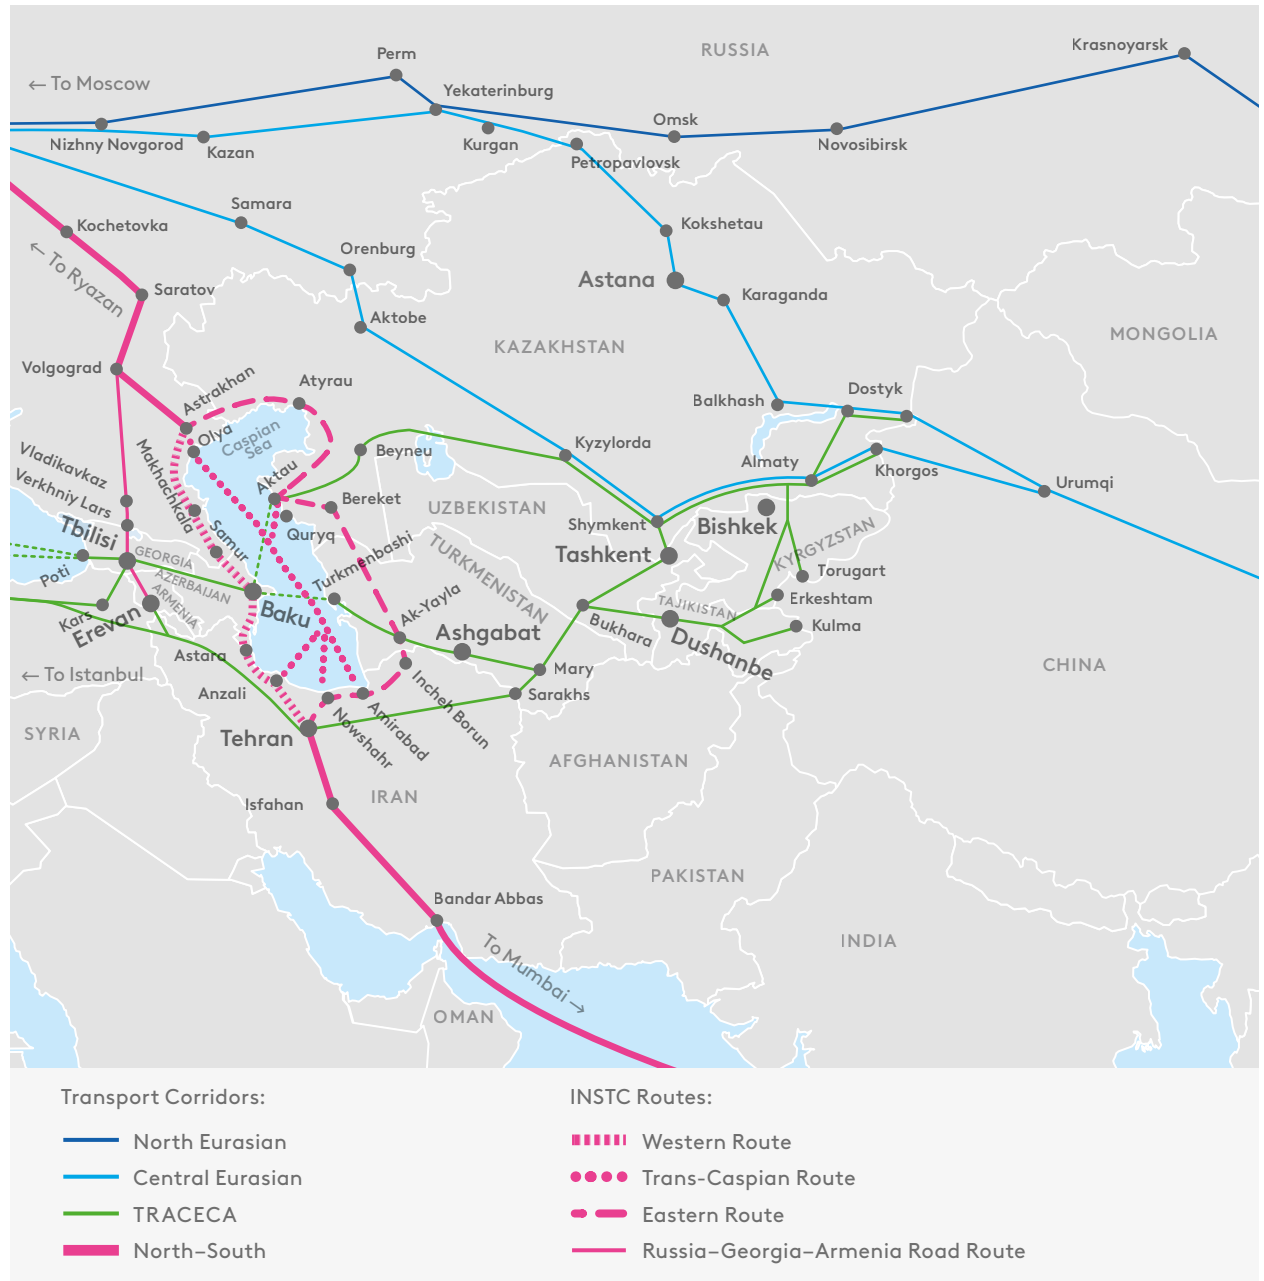 RUSSIA
Krasnoyarsk
Perm
← To Moscow
Yekaterinburg
Omsk
Nizhny Novgorod
Kazan
Kurgan
Novosibirsk
Petropavlovsk
Samara
Kochetovka
Kokshetau
← To Ryazan
Orenburg
Astana
Saratov
Karaganda
Aktobe
KAZAKHSTAN
MONGOLIA
Volgograd
Astrakhan
Atyrau
Dostyk
Balkhash
Olya
Caspian
Sea
Kyzylorda
Beyneu
Vladikavkaz
Makhachkala
Almaty
Khorgos
Aktau
Urumqi
Verkhniy Lars
Bereket
UZBEKISTAN
Shymkent
Bishkek
Tbilisi
Samur
Quryq
KYRGYZSTAN
GEORGIA
Turkmenbashi
TURKMENISTAN
Tashkent
Poti
AZERBAIJAN
Torugart
ARMENIA
Erkeshtam
Kars
Erevan
Baku
Ak-Yayla
TAJIKISTAN
Bukhara
Kulma
Ashgabat
Dushanbe
Astara
← To Istanbul
Mary
CHINA
Anzali
Incheh Borun
Sarakhs
Amirabad
Nowshahr
SYRIA
Tehran
AFGHANISTAN
IRAN
Isfahan
PAKISTAN
Bandar Abbas
INDIA
To Mumbai →
OMAN
Transport Corridors:
North Eurasian
Central Eurasian
TRACECA
North–South
INSTC Routes:
Western Route
Trans-Caspian Route
Eastern Route
Russia–Georgia–Armenia Road Route